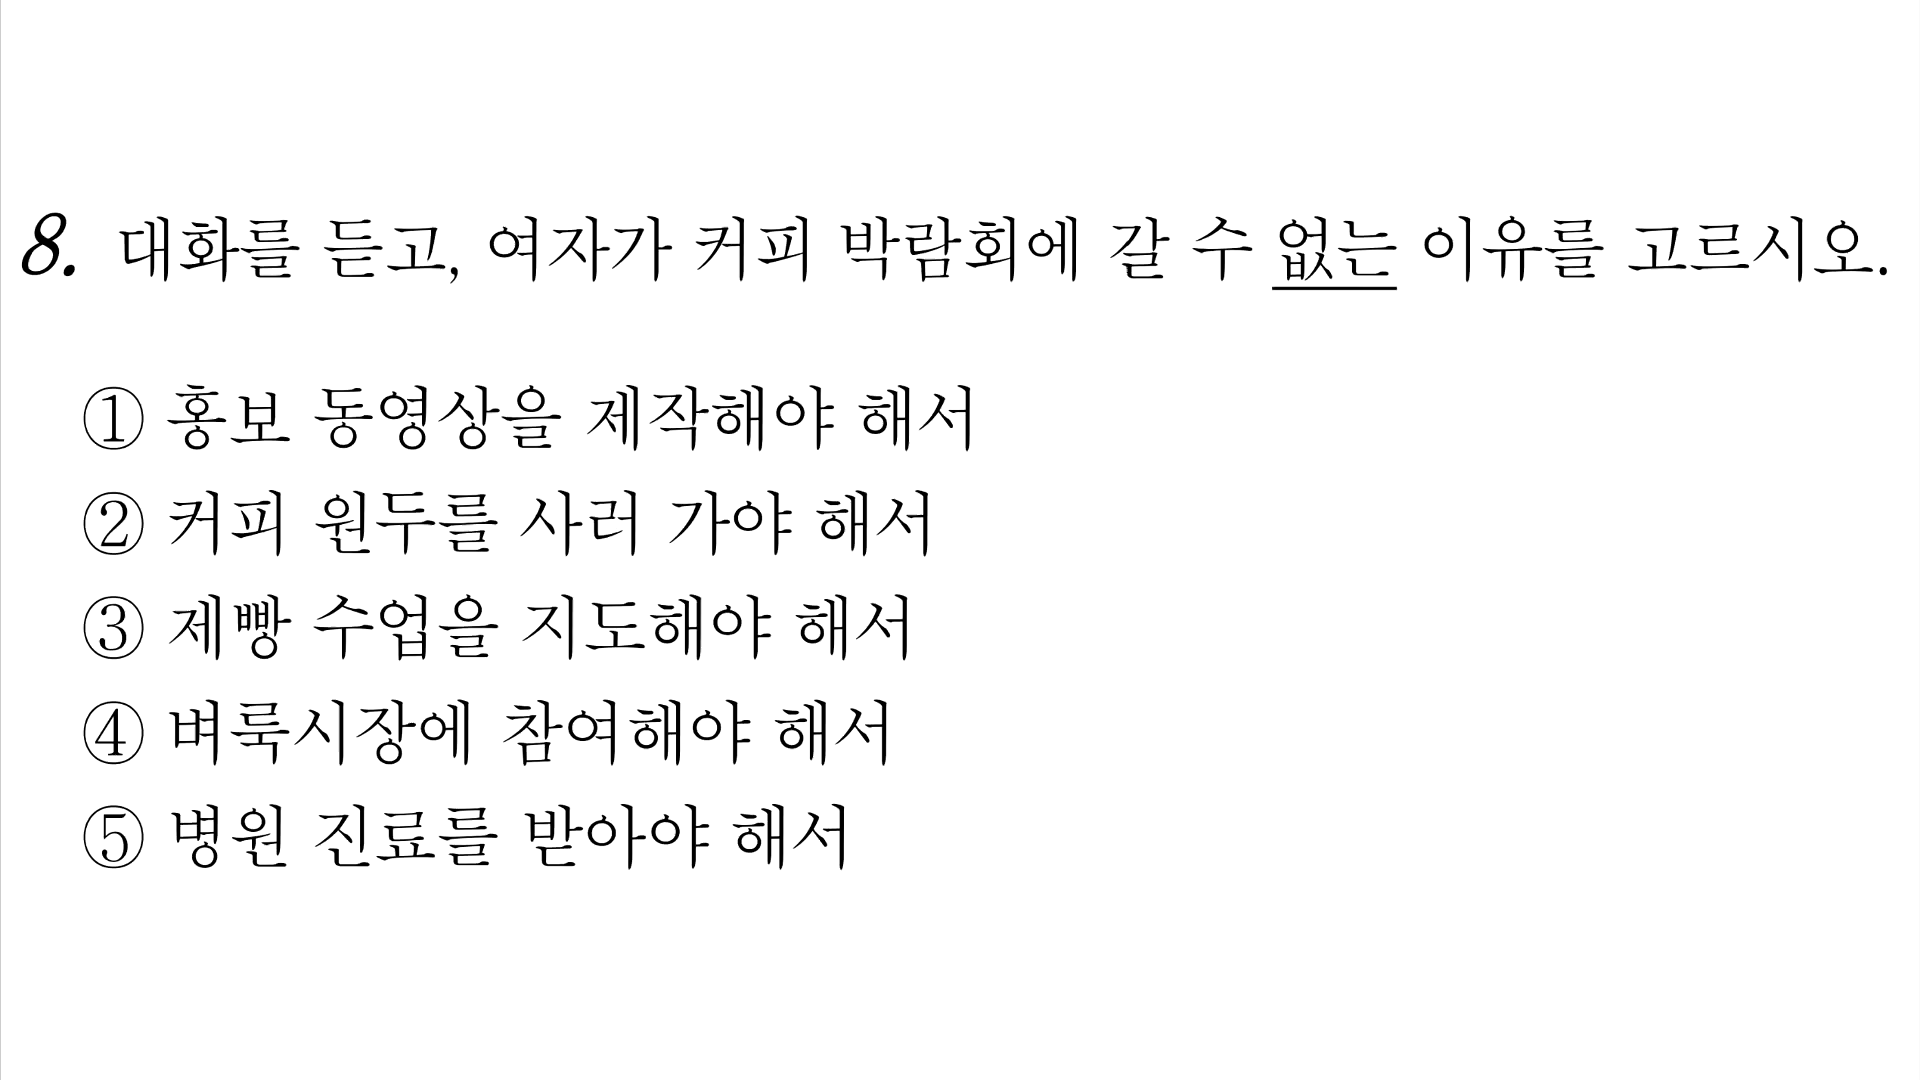 8. 대화를 듣고, 여자가 커피 박람회에 갈 수 없는 이유를 고르시오.
① 홍보 동영상을 제작해야 해서
② 커피 원두를 사러 가야 해서
③ 제빵 수업을 지도해야 해서
④ 벼룩시장에 참여해야 해서
⑤ 병원 진료를 받아야 해서